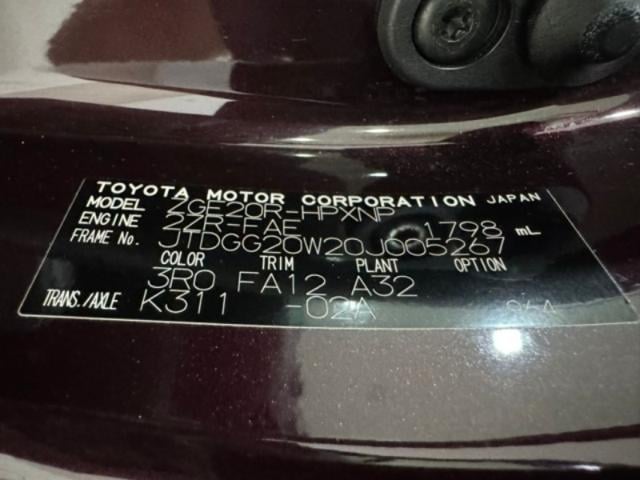 TOYOTA MOTOR CORPORATION JAPAN
MODEL ZGE20R-HPXNP
ENGINE 2ZR-FAE 1798 mL
FRAME No. JTDGG20W20J005267
COLOR TRIM PLANT OPTION
3R0 FA12 A32
TRANS./AXLE K311 -02A